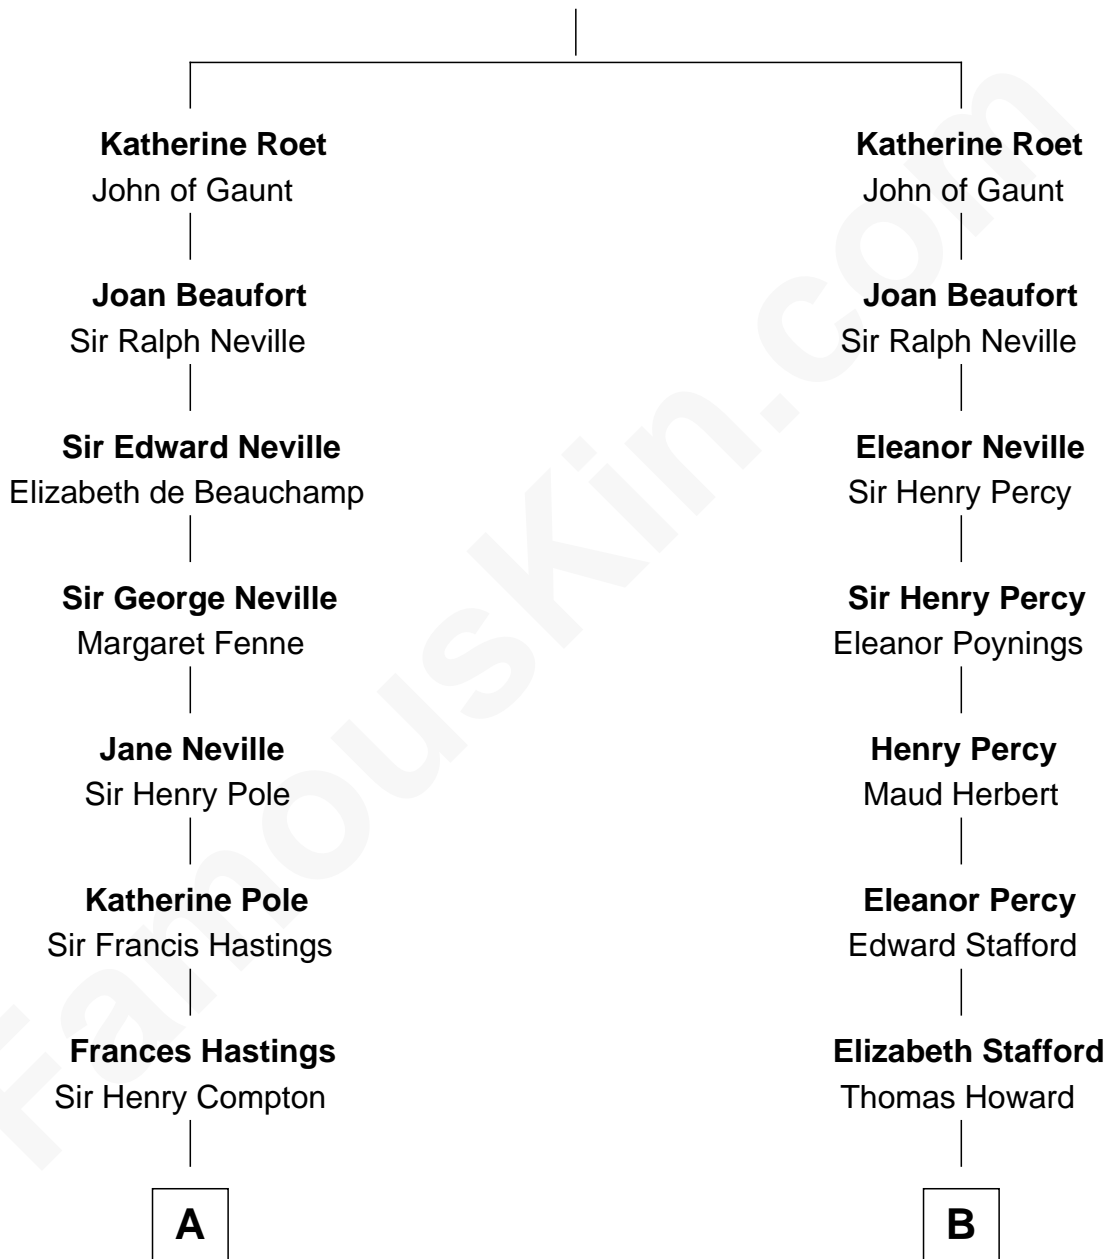 Katherine Roet
John of Gaunt
Joan Beaufort
Sir Ralph Neville
Sir Edward Neville
Elizabeth de Beauchamp
Sir George Neville
Margaret Fenne
Jane Neville
Sir Henry Pole
Katherine Pole
Sir Francis Hastings
Frances Hastings
Sir Henry Compton
A
Katherine Roet
John of Gaunt
Joan Beaufort
Sir Ralph Neville
Eleanor Neville
Sir Henry Percy
Sir Henry Percy
Eleanor Poynings
Henry Percy
Maud Herbert
Eleanor Percy
Edward Stafford
Elizabeth Stafford
Thomas Howard
B
FamousKin.com